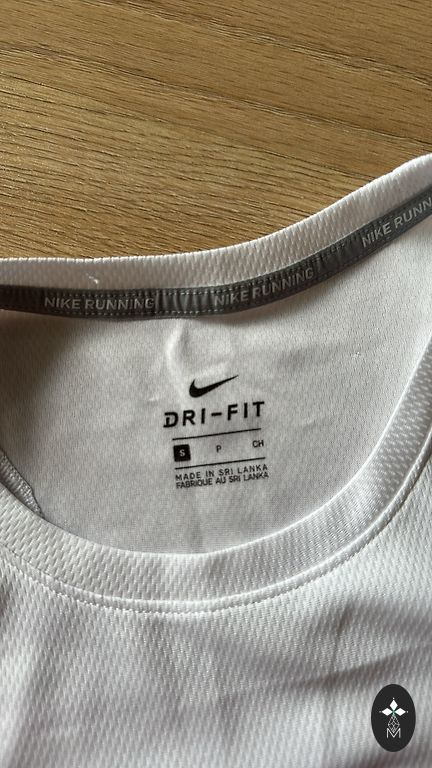 NIKE RUNNING NIKE RUNNING NIKE RUNNING
DRI-FIT
S P CH
MADE IN SRI LANKA
FABRIQUE AU SRI LANKA
M